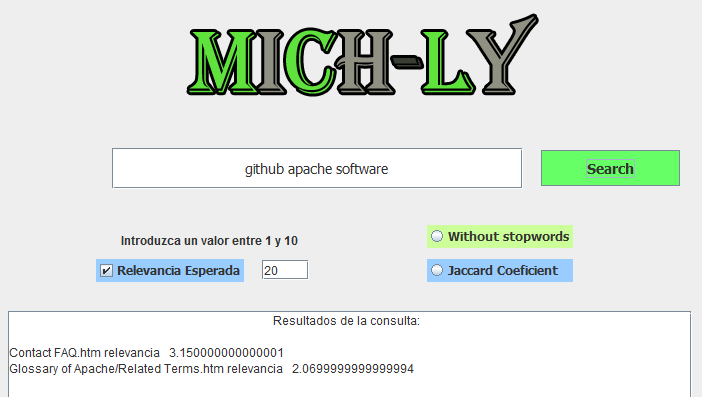 MICH-LY
github apache software
Search
Introduzca un valor entre 1 y 10
Without stopwords
Relevancia Esperada
20
Jaccard Coeficient
Resultados de la consulta:
Contact FAQ.htm relevancia 3.150000000000001
Glossary of Apache/Related Terms.htm relevancia 2.0699999999999994